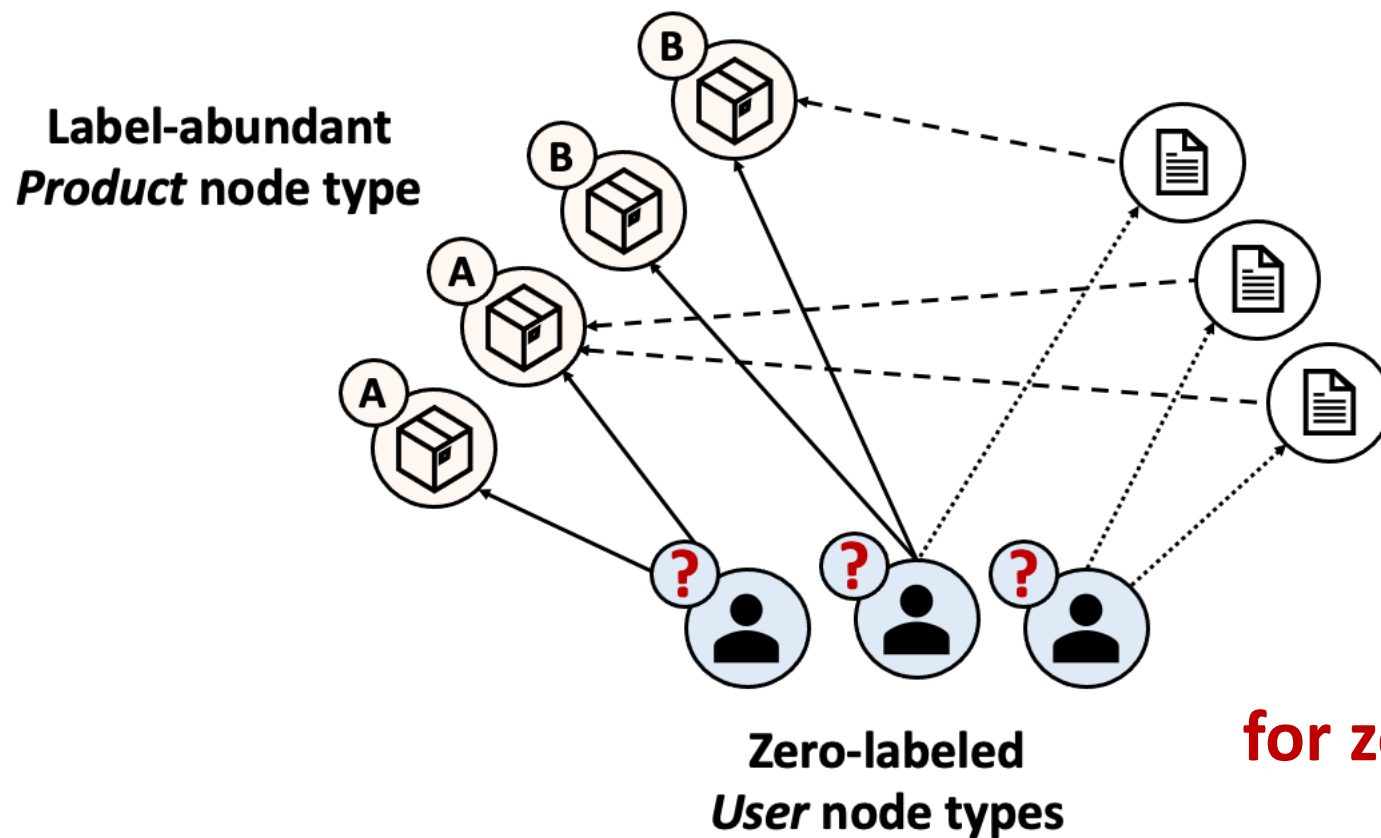 B
Label-abundant
Product node type
B
A
A
? ? ?
Zero-labeled
User node types
for z